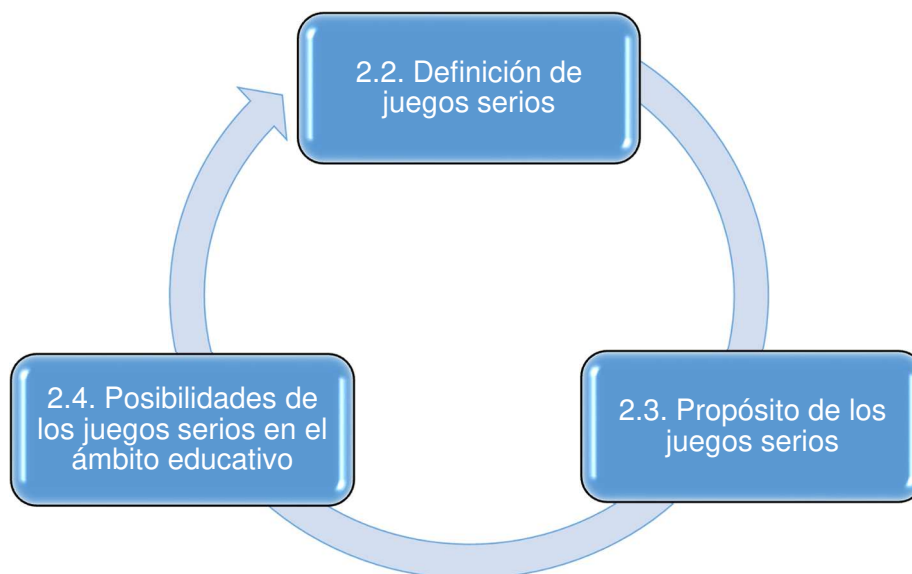 2.2. Definición de
juegos serios
2.3. Propósito de los
juegos serios
2.4. Posibilidades de
los juegos serios en el
ámbito educativo